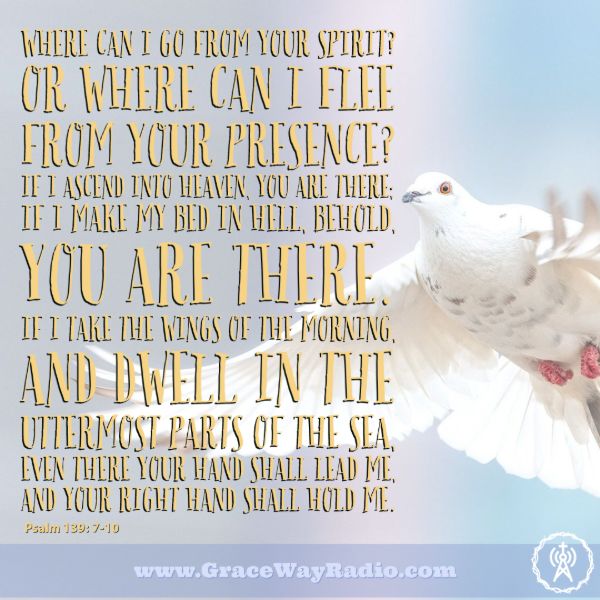 WHERE CAN I GO FROM YOUR SPIRIT?
OR WHERE CAN I FLEE
FROM YOUR PRESENCE?
IF I ASCEND INTO HEAVEN, YOU ARE THERE;
IF I MAKE MY BED IN HELL, BEHOLD,
YOU ARE THERE.
IF I TAKE THE WINGS OF THE MORNING,
AND DWELL IN THE
UTTERMOST PARTS OF THE SEA,
EVEN THERE YOUR HAND SHALL LEAD ME,
AND YOUR RIGHT HAND SHALL HOLD ME.
Psalm 139: 7-10
www.GraceWayRadio.com